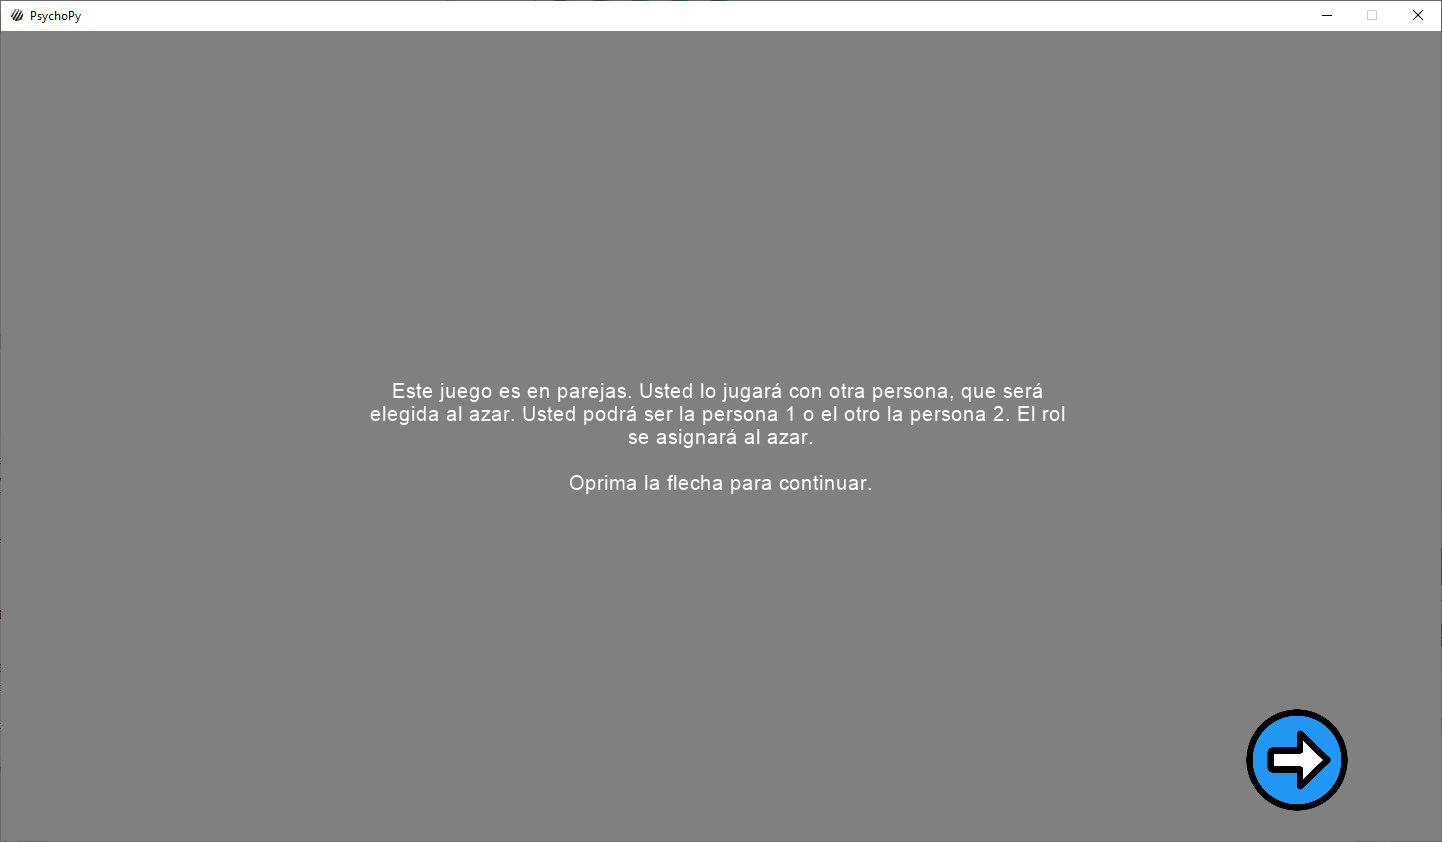 PsychoPy
Este juego es en parejas. Usted lo jugará con otra persona, que será
elegida al azar. Usted podrá ser la persona 1 o el otro la persona 2. El rol
se asignará al azar.
Oprima la flecha para continuar.